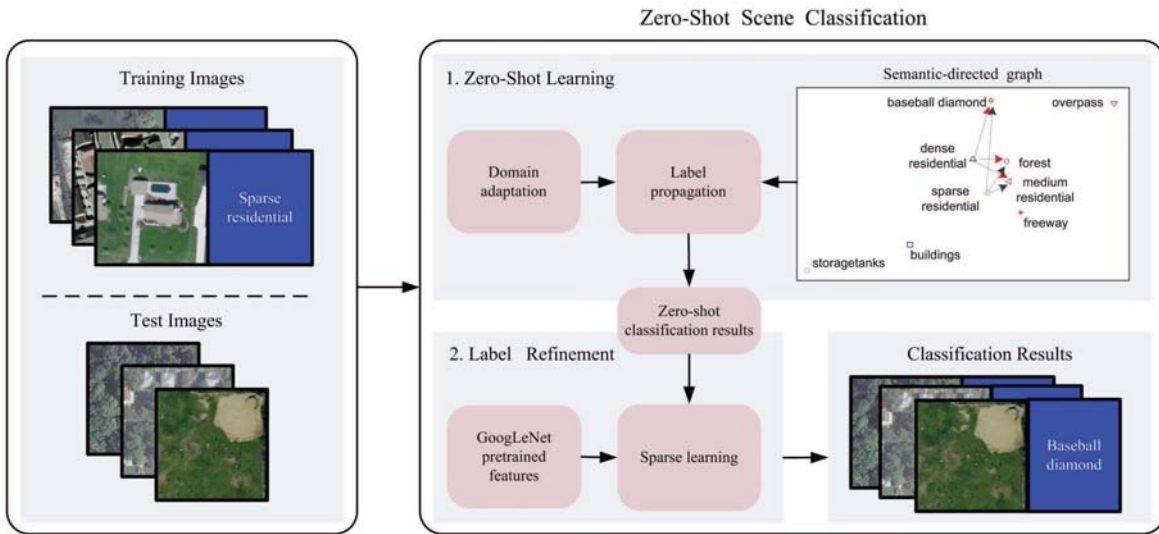 Zero-Shot Scene Classification
Training Images
Sparse
residential
Test Images
1. Zero-Shot Learning
Domain
adaptation
Label
propagation
Semantic-directed graph
baseball diamond
overpass
dense
residential
forest
medium
residential
sparse
residential
freeway
buildings
storagetanks
Zero-shot
classification results
2. Label Refinement
GoogLeNet
pretrained
features
Sparse learning
Classification Results
Baseball
diamond